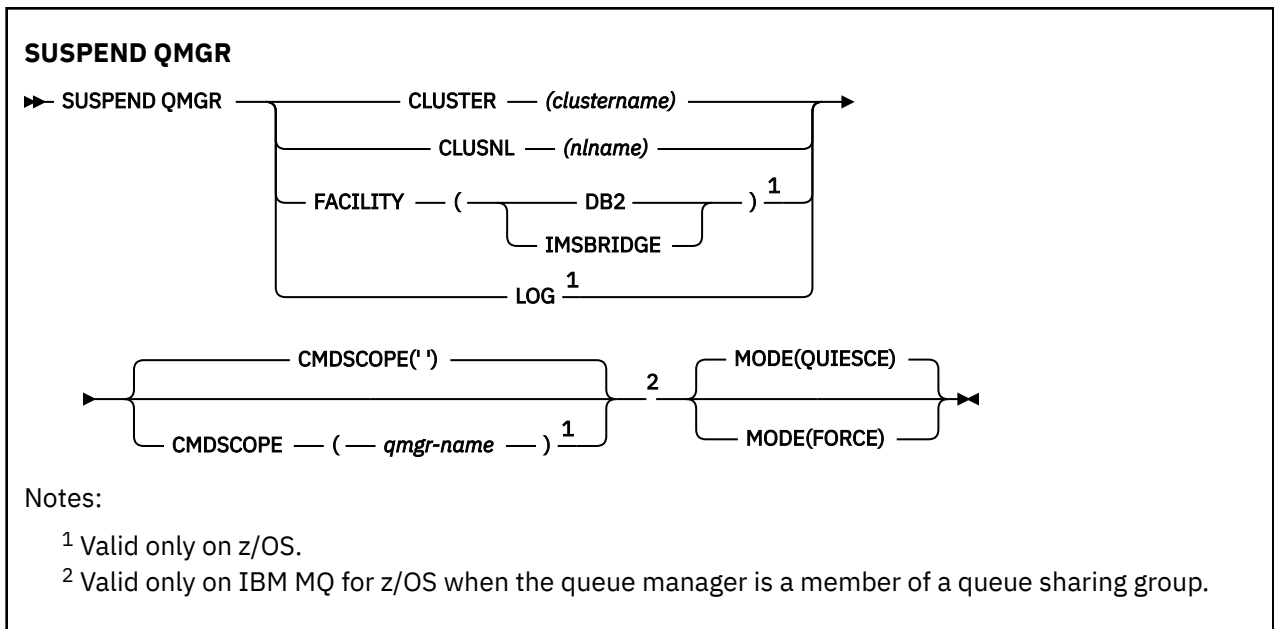 SUSPEND QMGR
SUSPEND QMGR CLUSTER (clustername)
CLUSNL (nlname)
FACILITY ( DB2 ) 1
IMSBRIDGE
LOG 1
CMDSCOPE(' ') MODE(QUIESCE)
2
CMDSCOPE ( qmgr-name ) 1 MODE(FORCE)
Notes:
1 Valid only on z/OS.
2 Valid only on IBM MQ for z/OS when the queue manager is a member of a queue sharing group.